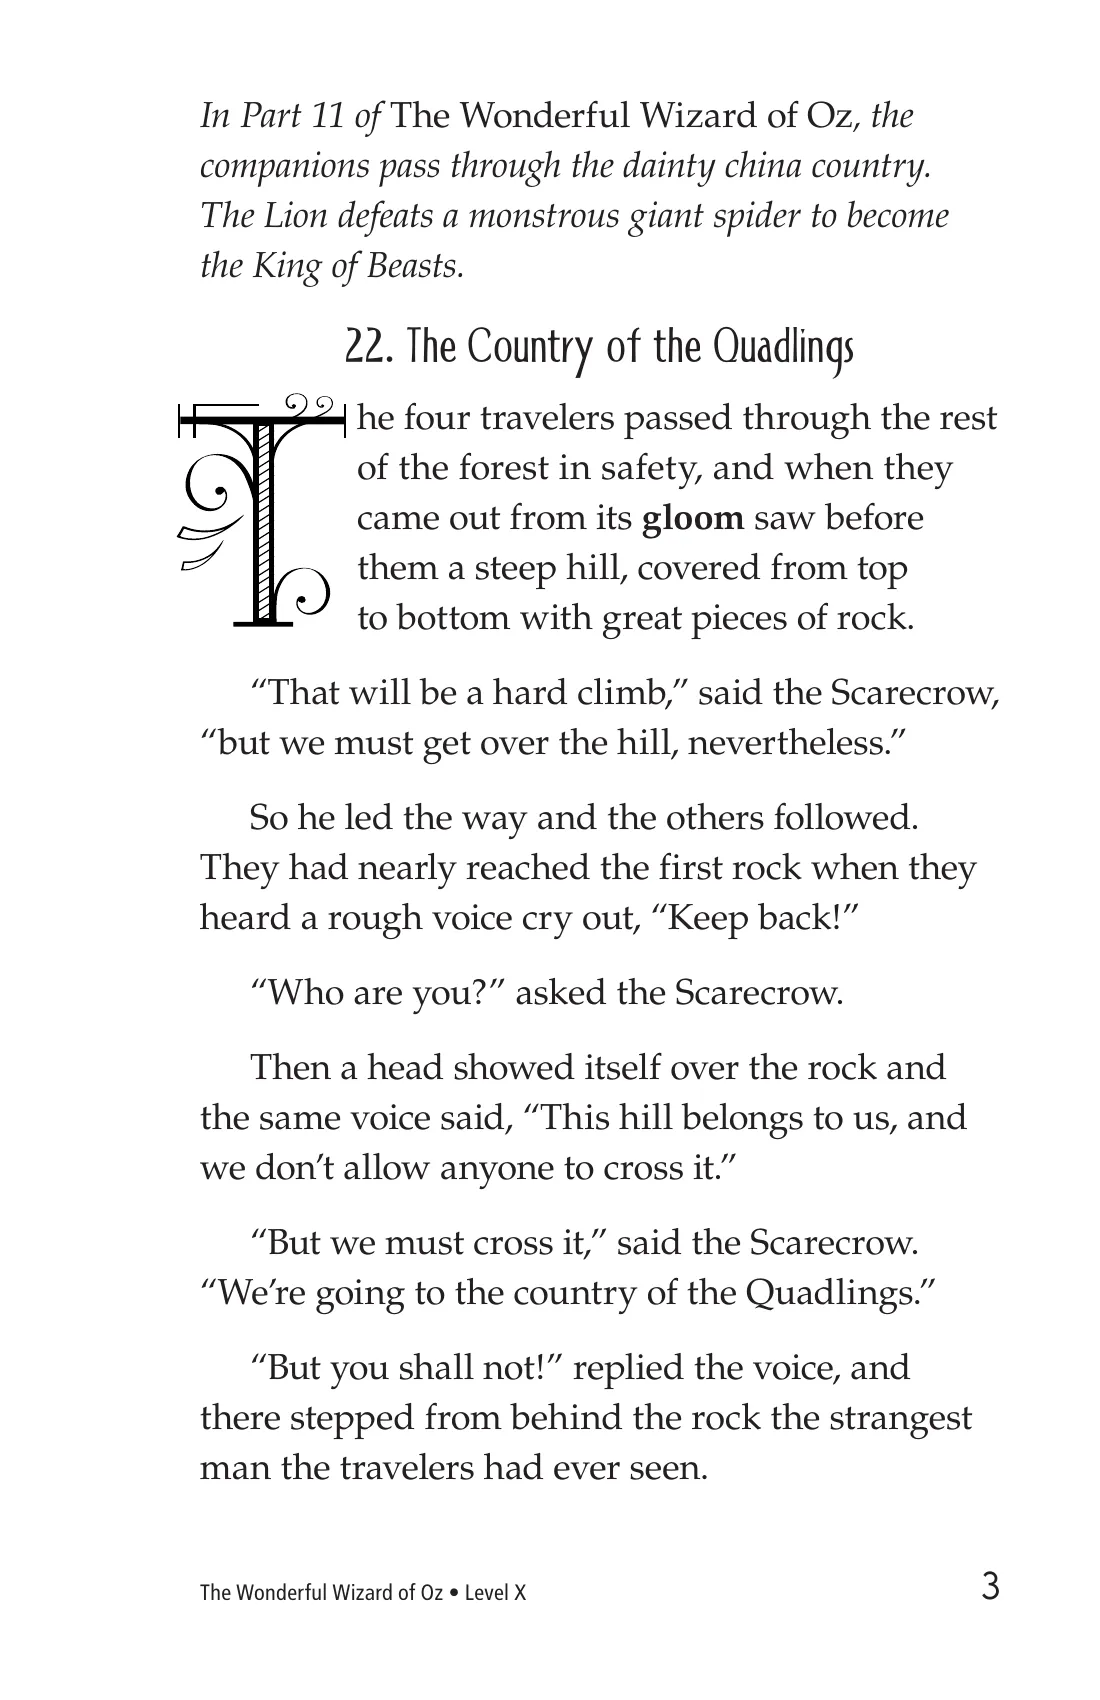 In Part 11 of The Wonderful Wizard of Oz, the
companions pass through the dainty china country.
The Lion defeats a monstrous giant spider to become
the King of Beasts.
22. The Country of the Quadlings
The four travelers passed through the rest
of the forest in safety, and when they
came out from its gloom saw before
them a steep hill, covered from top
to bottom with great pieces of rock.
“That will be a hard climb,” said the Scarecrow,
“but we must get over the hill, nevertheless.”
So he led the way and the others followed.
They had nearly reached the first rock when they
heard a rough voice cry out, “Keep back!”
“Who are you?” asked the Scarecrow.
Then a head showed itself over the rock and
the same voice said, “This hill belongs to us, and
we don’t allow anyone to cross it.”
“But we must cross it,” said the Scarecrow.
“We’re going to the country of the Quadlings.”
“But you shall not!” replied the voice, and
there stepped from behind the rock the strangest
man the travelers had ever seen.
The Wonderful Wizard of Oz • Level X
3